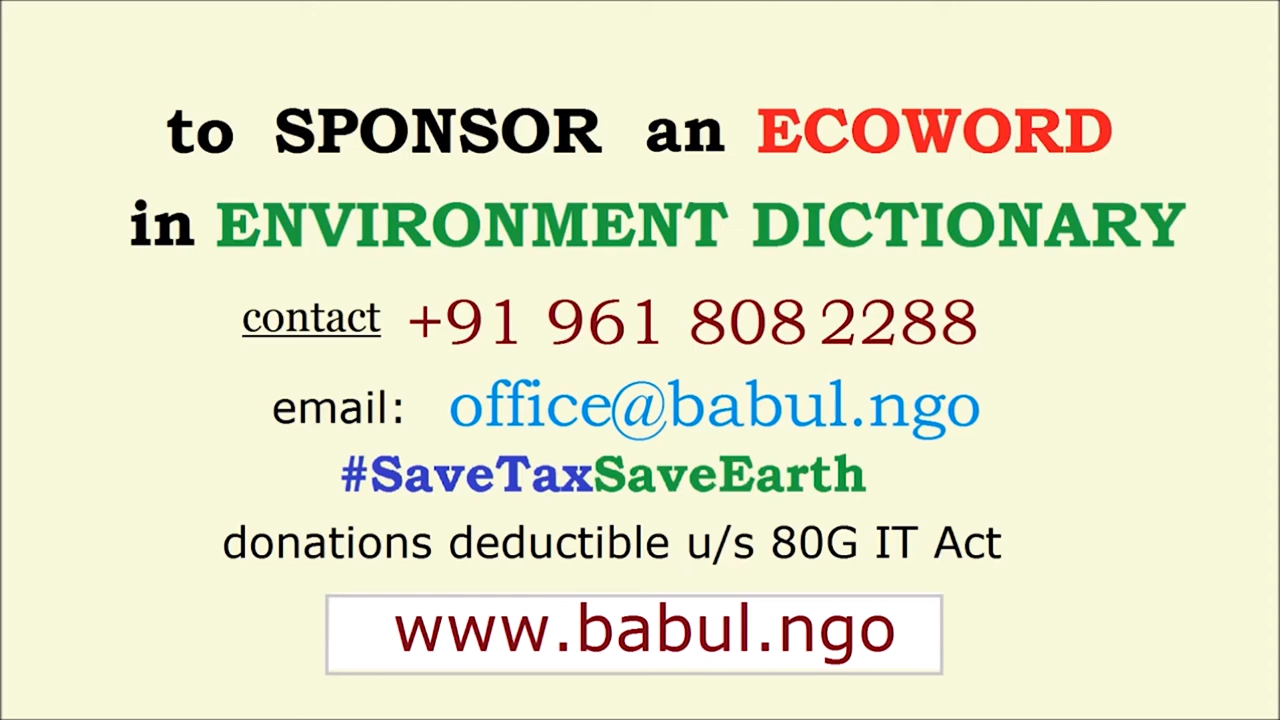 to SPONSOR an ECOWORD
in ENVIRONMENT DICTIONARY
contact +91 961 808 2288
email: office@babul.ngo
#SaveTaxSaveEarth
donations deductible u/s 80G IT Act
www.babul.ngo